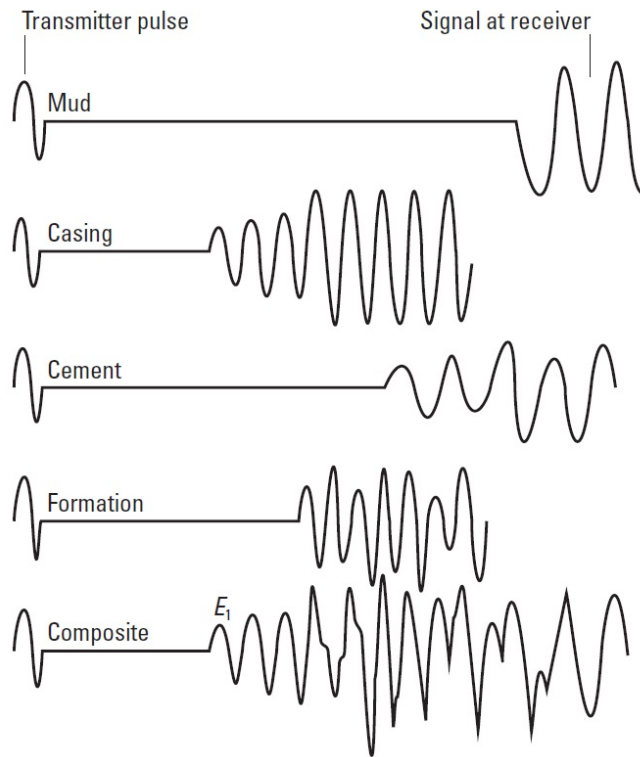 Transmitter pulse
Signal at receiver
Mud
Casing
Cement
Formation
E1
Composite